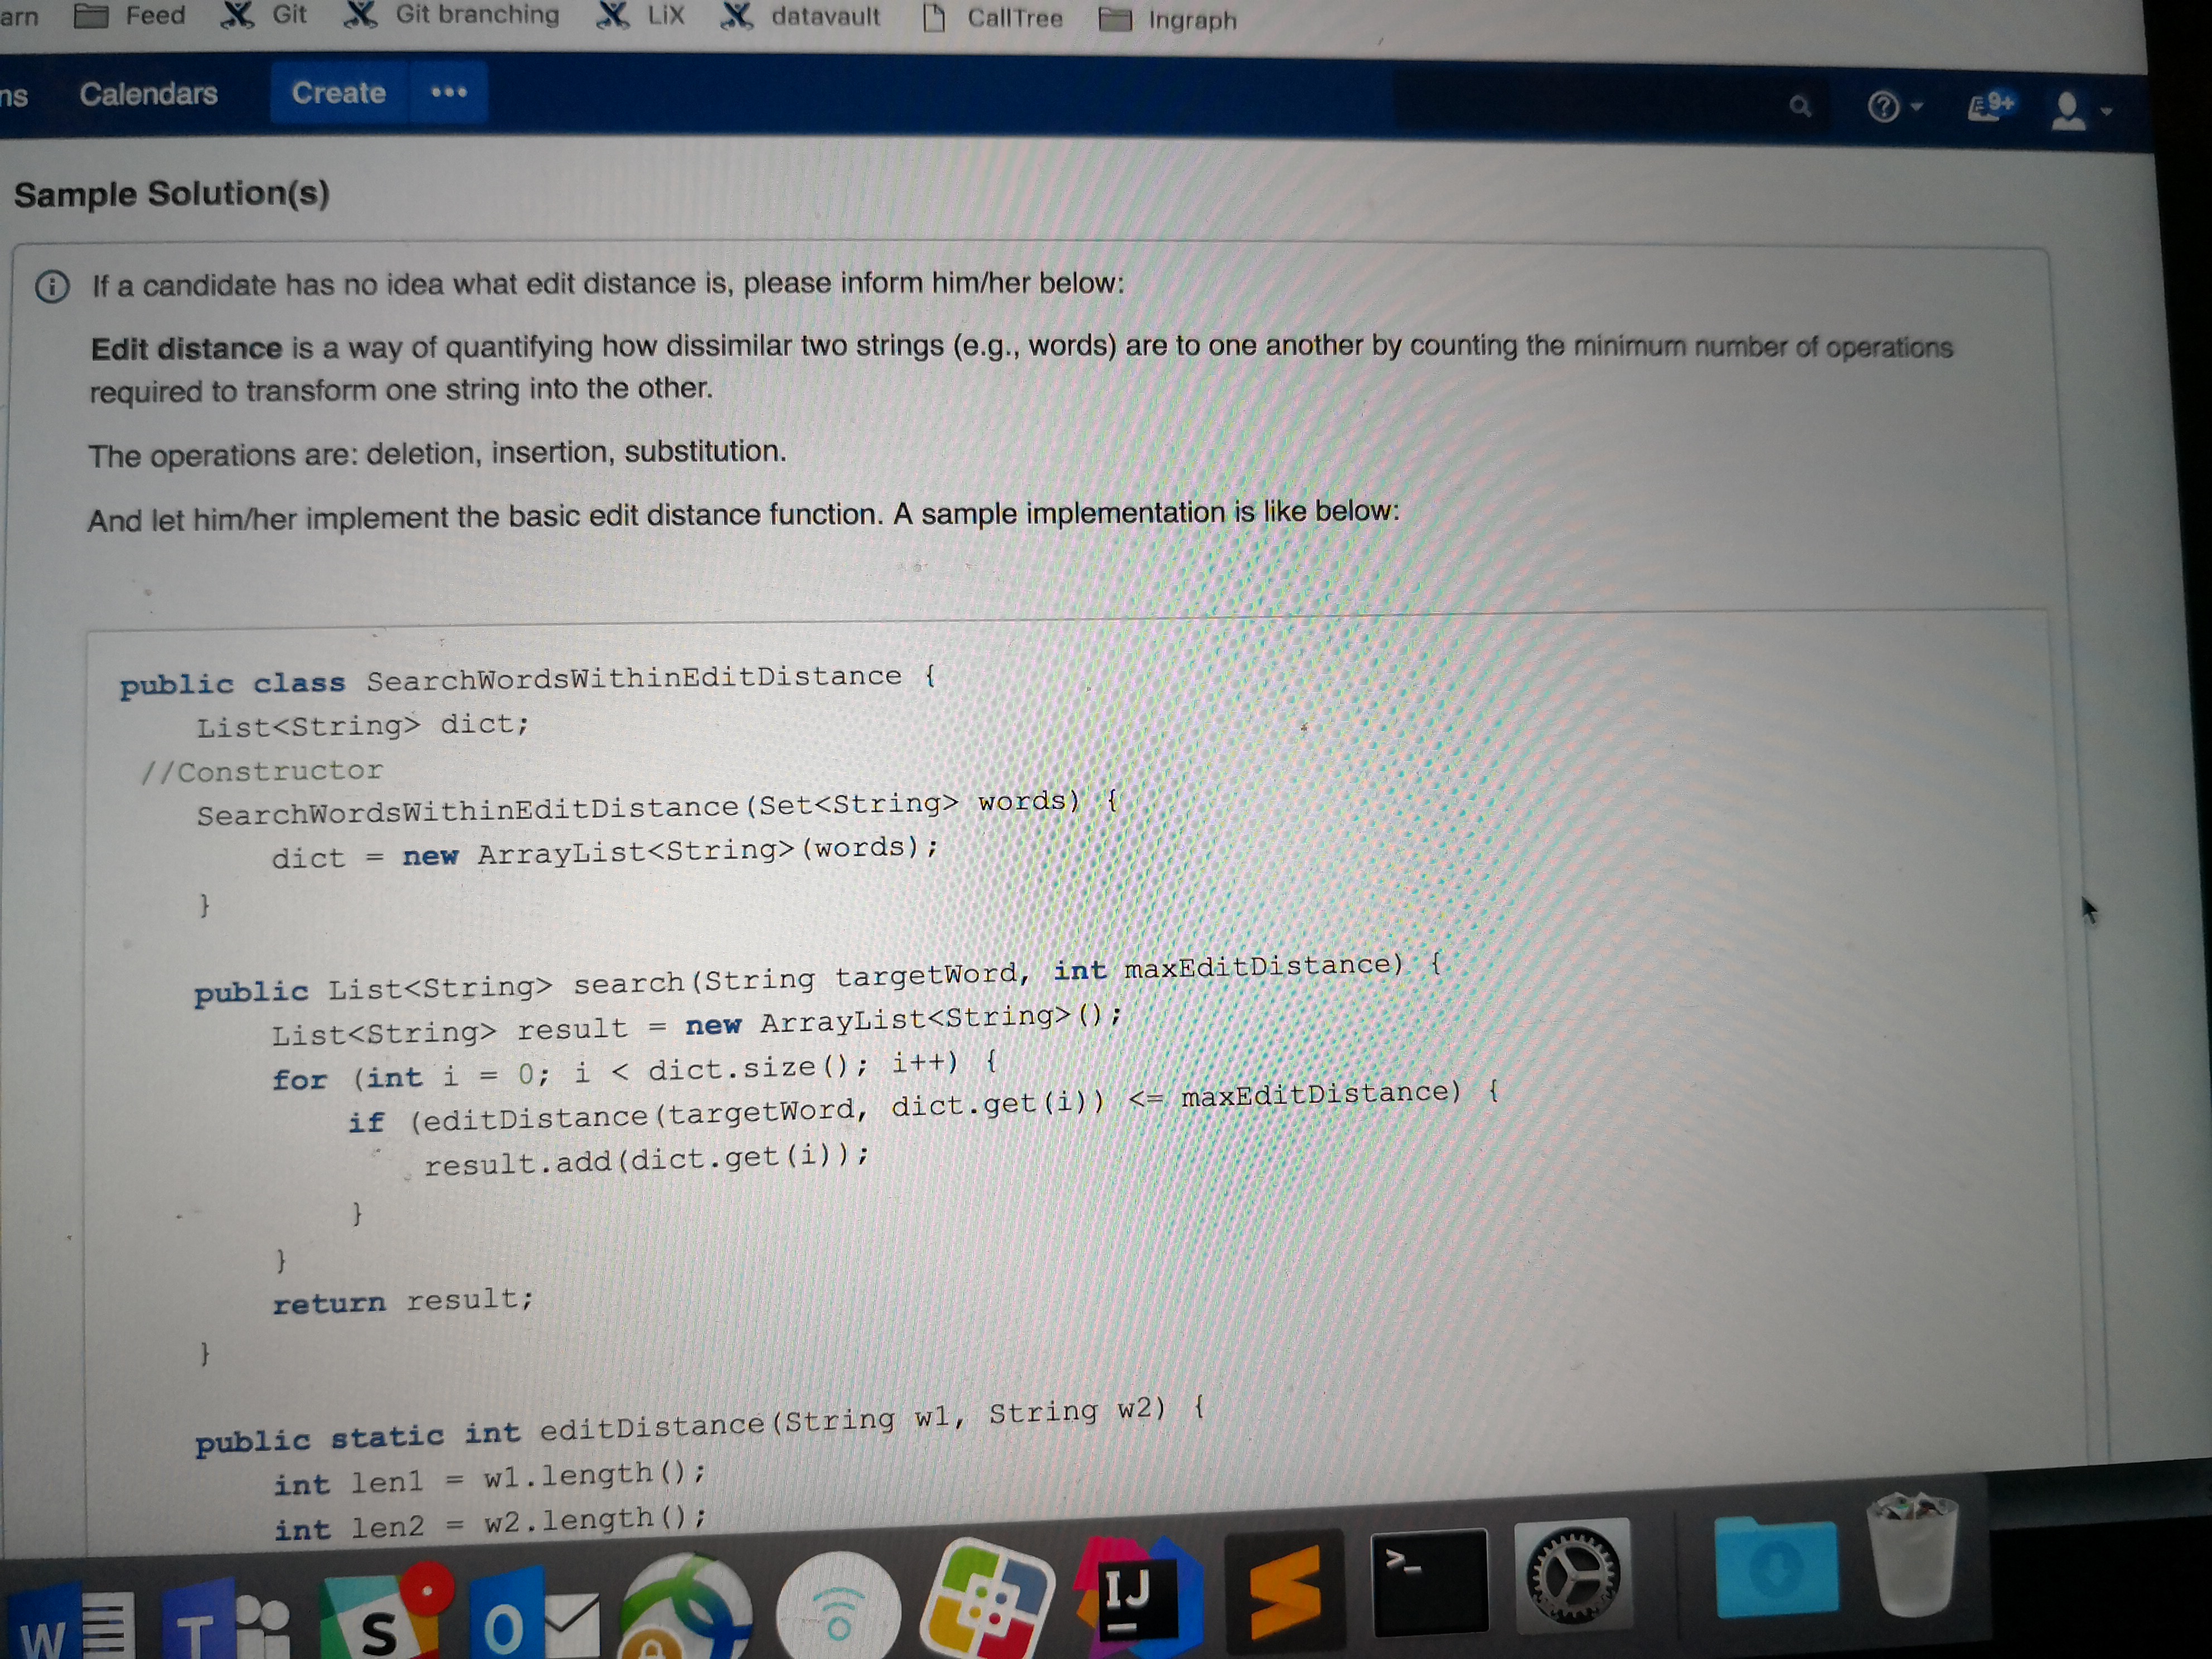 arn Feed Git Git branching LiX datavault CallTree Ingraph
ns Calendars Create ••• 9+
Sample Solution(s)
If a candidate has no idea what edit distance is, please inform him/her below:
Edit distance is a way of quantifying how dissimilar two strings (e.g., words) are to one another by counting the minimum number of operations
required to transform one string into the other.
The operations are: deletion, insertion, substitution.
And let him/her implement the basic edit distance function. A sample implementation is like below:
public class SearchWordsWithinEditDistance {
List<String> dict;
//Constructor
SearchWordsWithinEditDistance(Set<String> words) {
dict = new ArrayList<String>(words);
}
public List<String> search(String targetWord, int maxEditDistance) {
List<String> result = new ArrayList<String>();
for (int i = 0; i < dict.size(); i++) {
if (editDistance(targetWord, dict.get(i)) <= maxEditDistance) {
result.add(dict.get(i));
}
}
return result;
}
public static int editDistance(String w1, String w2) {
int len1 = w1.length();
int len2 = w2.length();
W T S O IJ >_